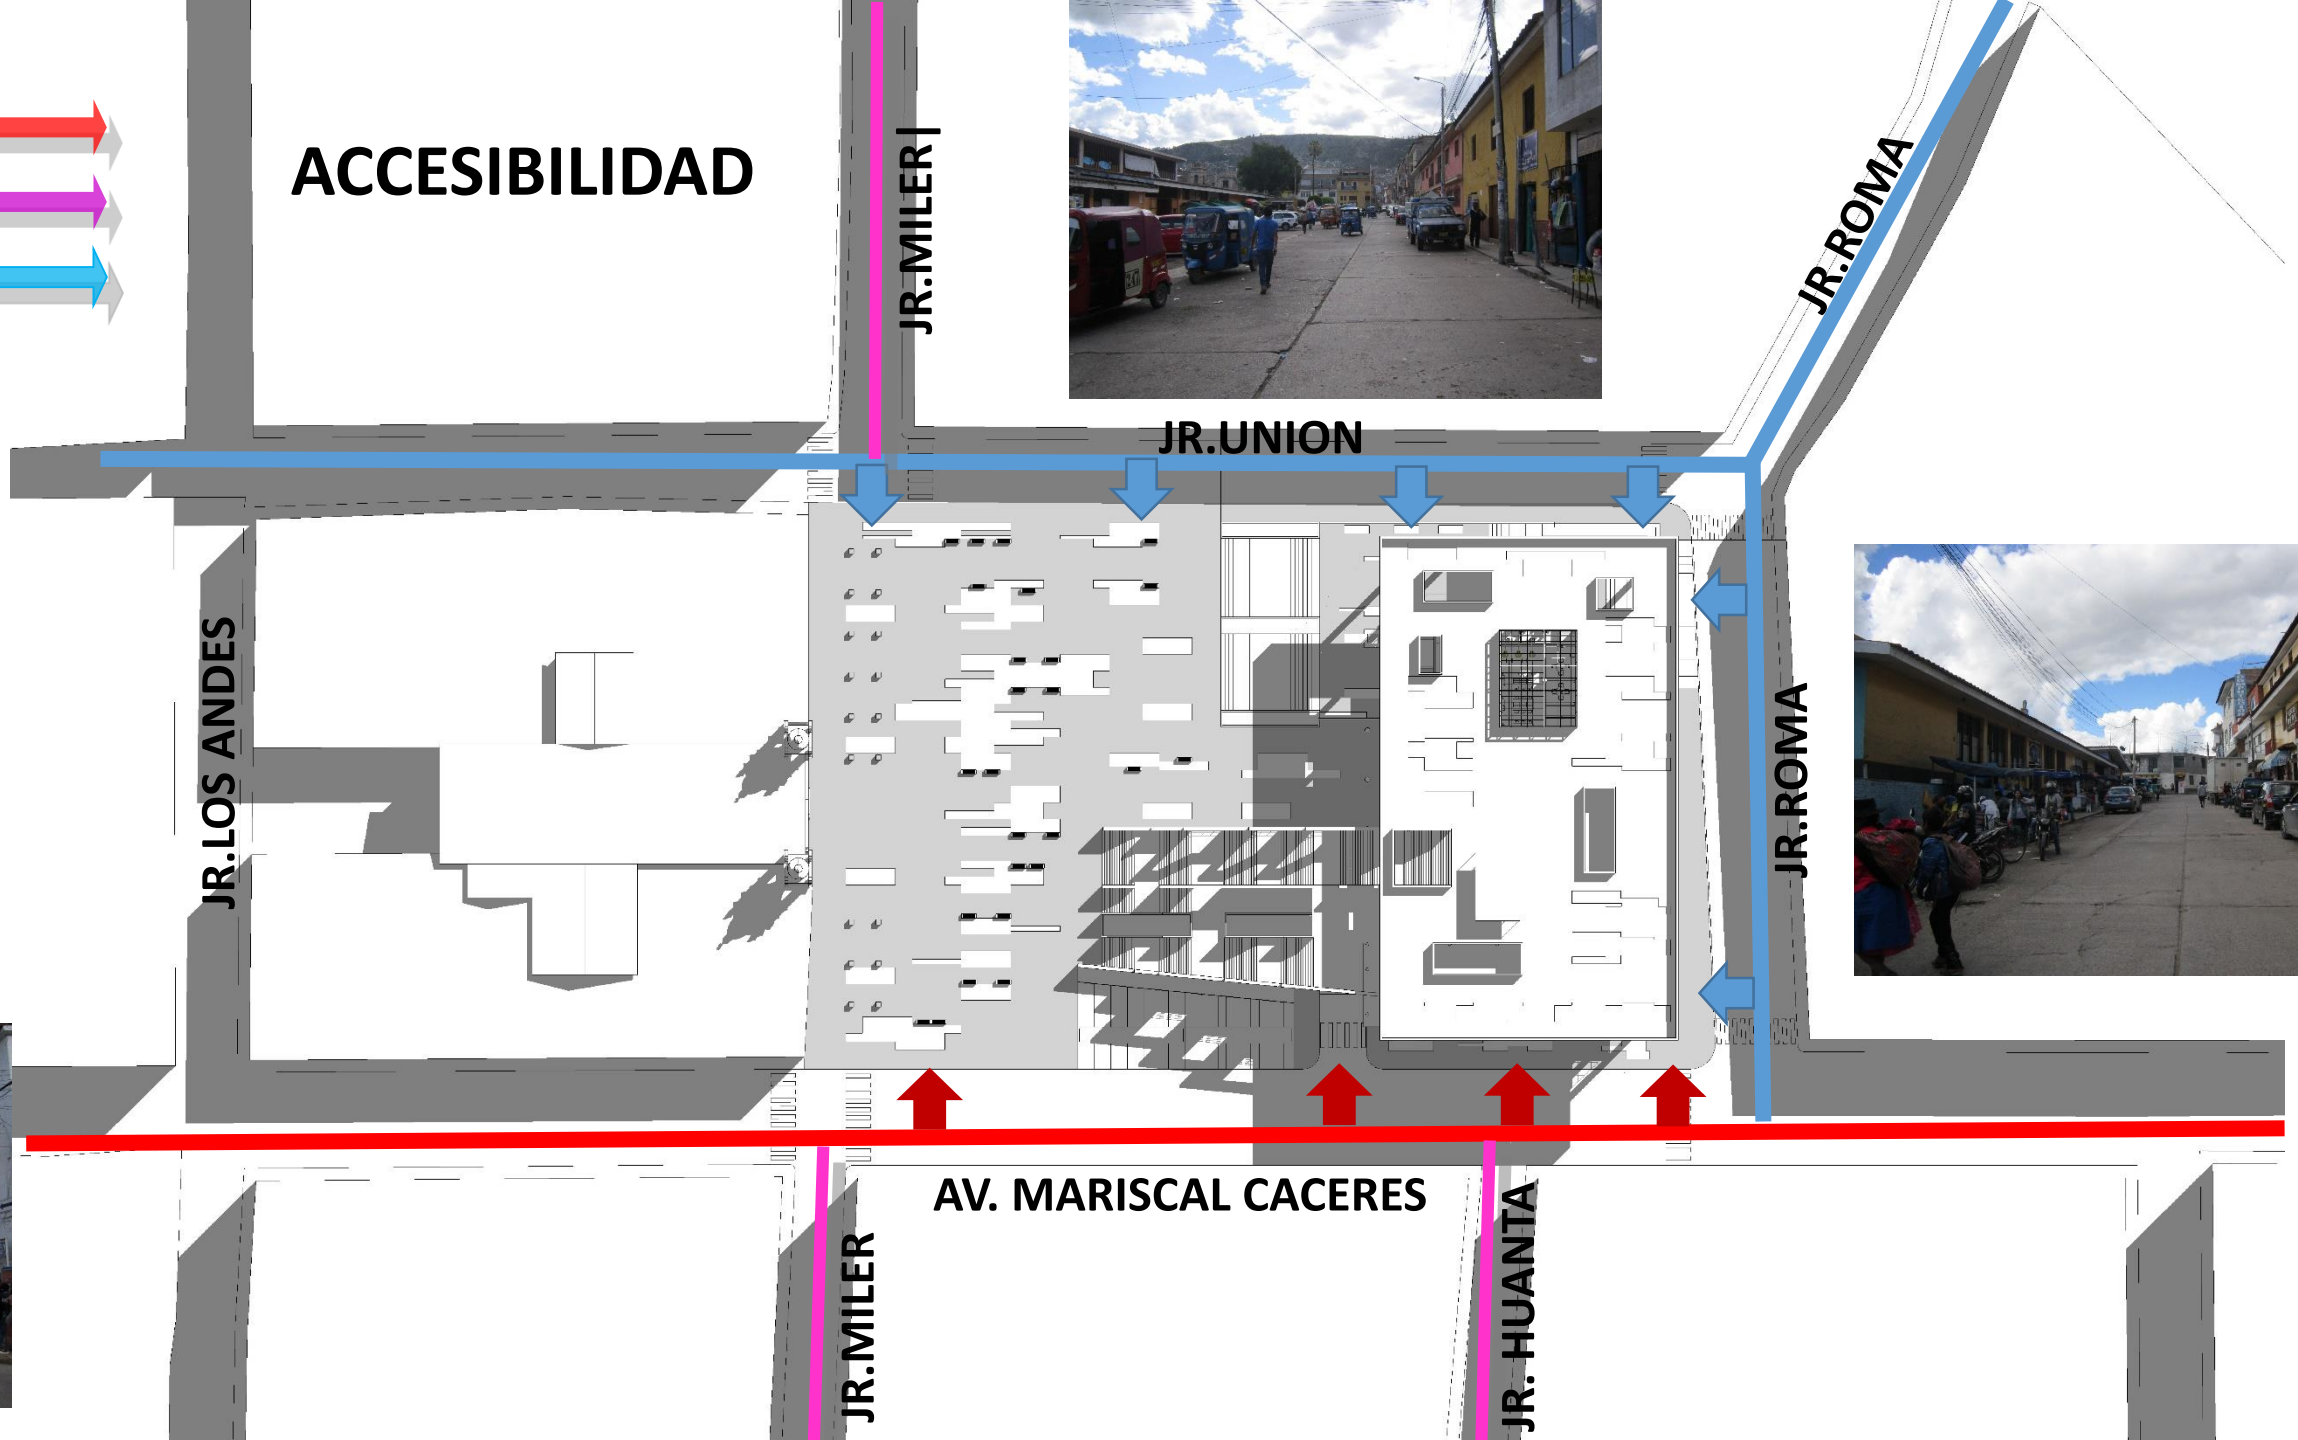 ACCESIBILIDAD
JR.MILER|
JR.ROMA
JR.UNION
JR.LOS ANDES
JR.ROMA
AV. MARISCAL CACERES
JR.MILER
JR. HUANTA